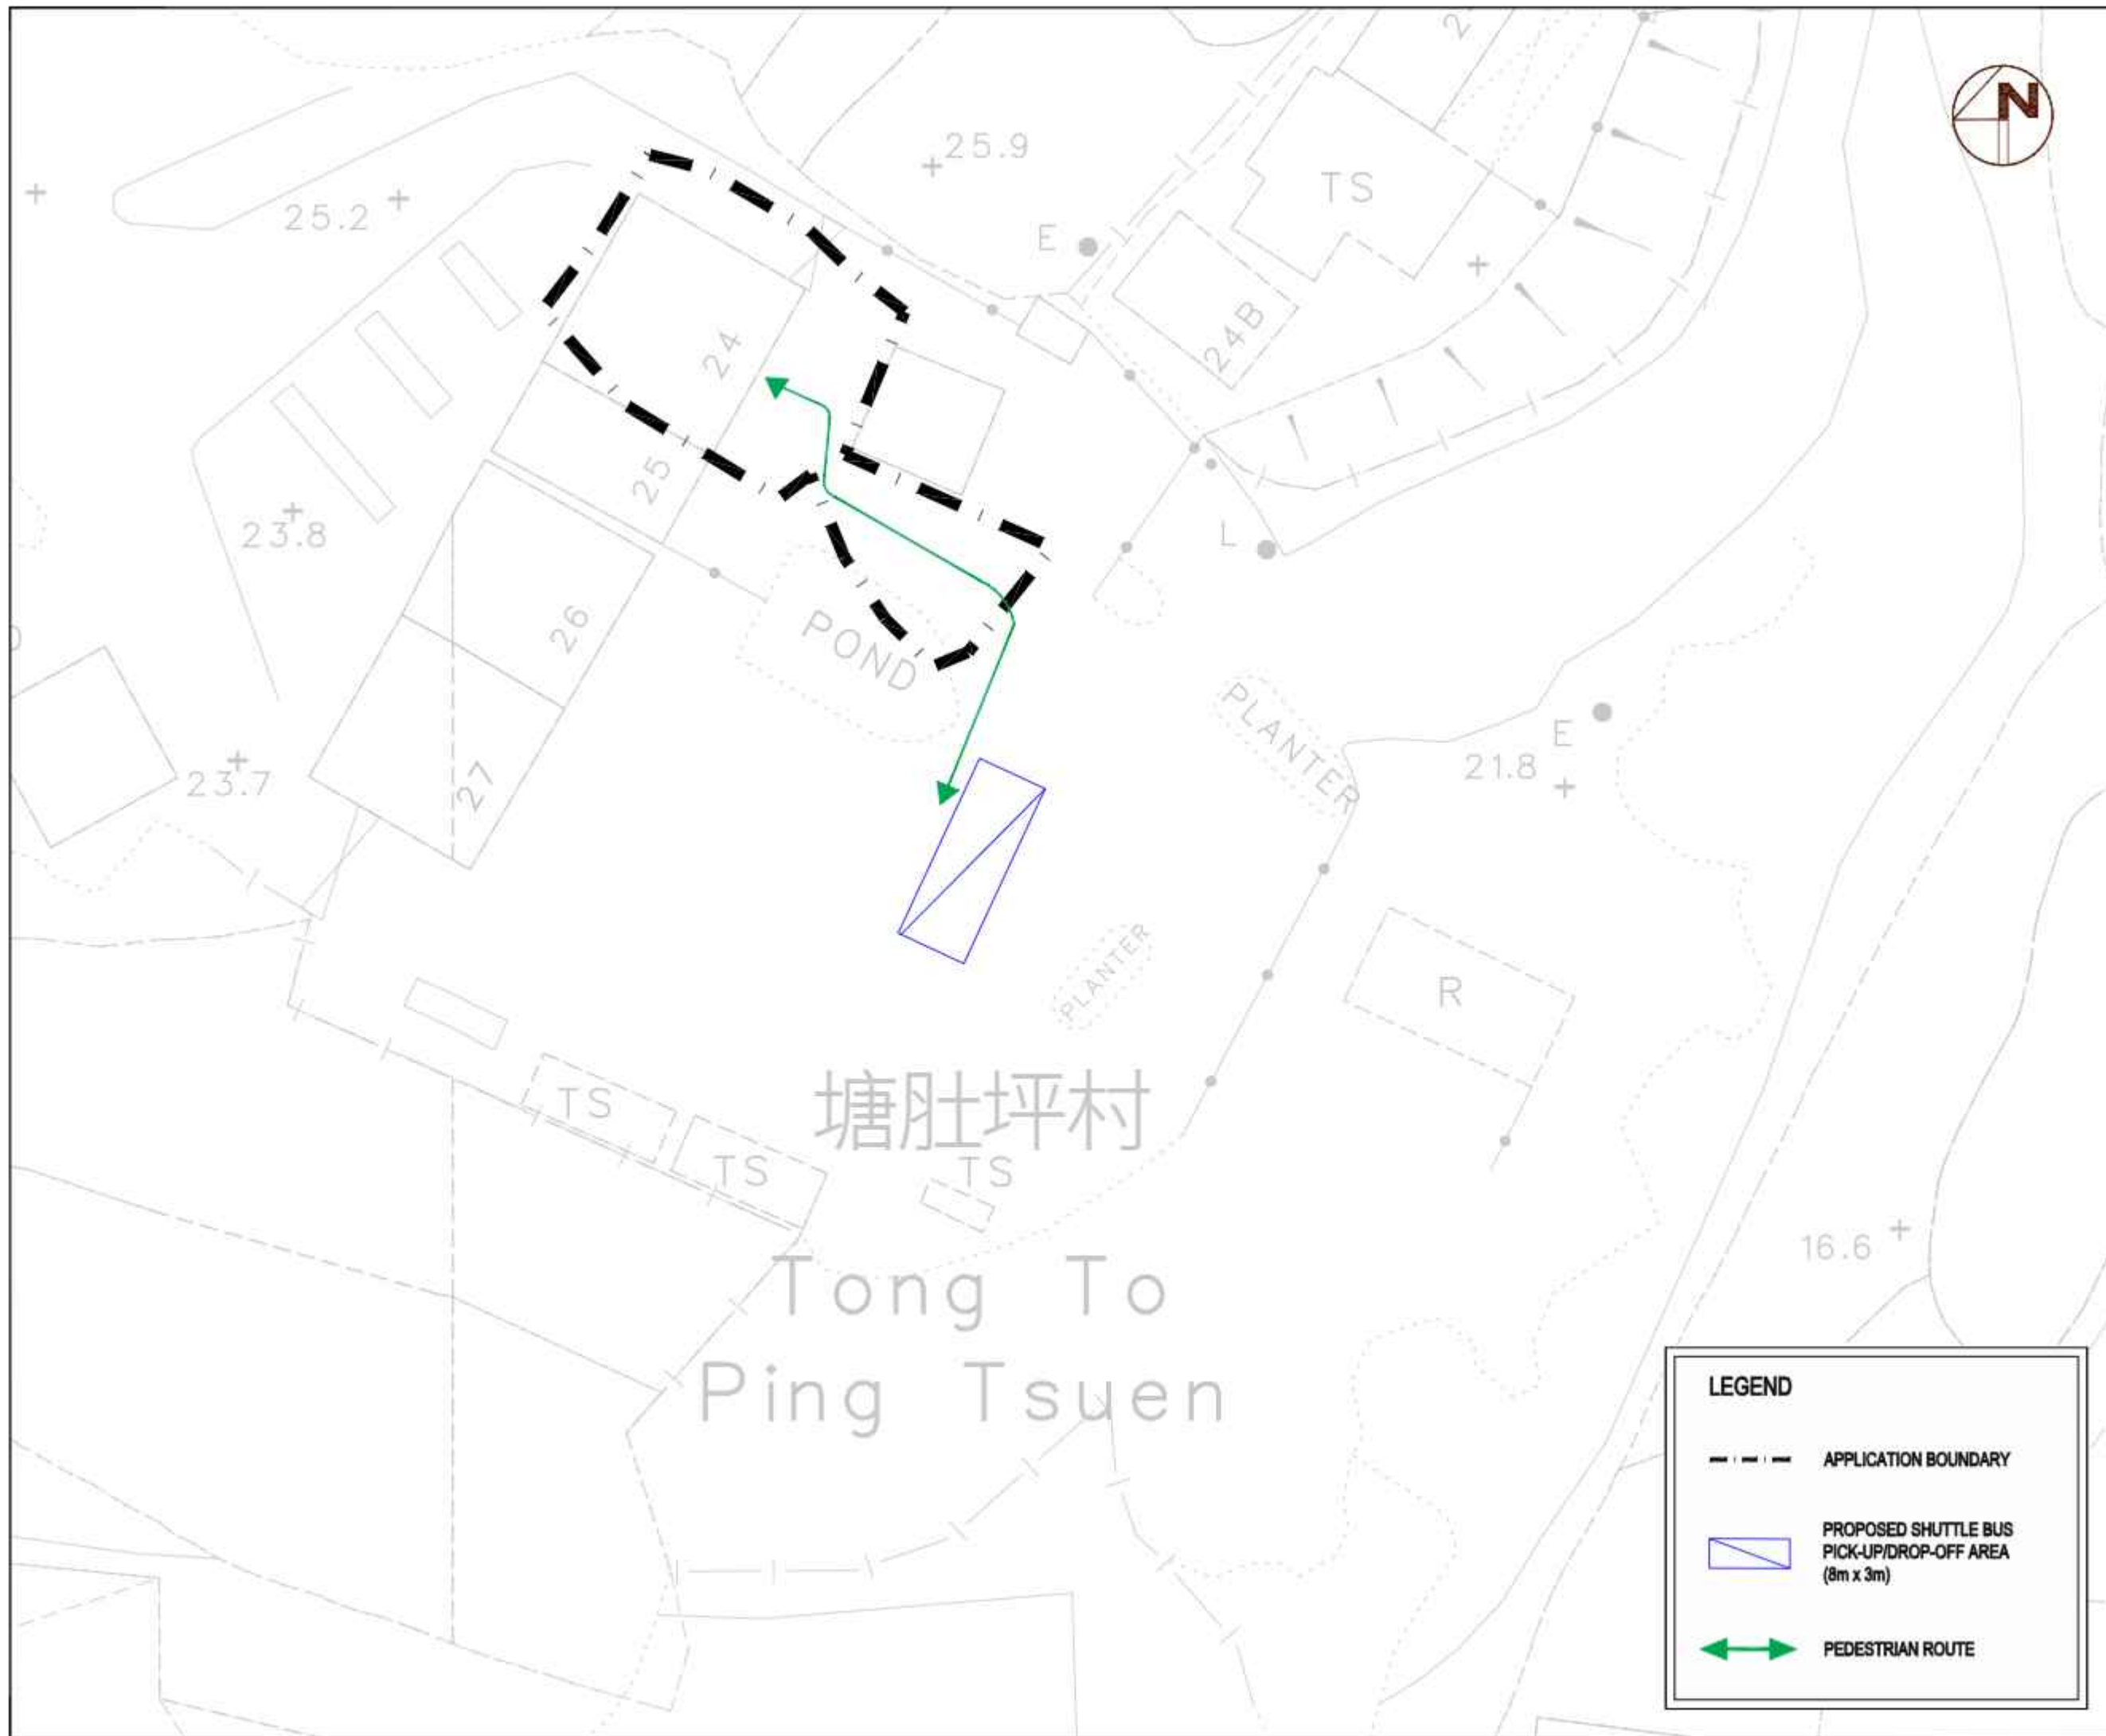 N
25.9
TS
25.2
E
24B
24
25
23.8
L
26
POND
PLANTER
E
21.8
23.7
27
PLANTER
R
塘肚坪村
TS
TS
TS
16.6
Tong To
Ping Tsuen
LEGEND
APPLICATION BOUNDARY
PROPOSED SHUTTLE BUS
PICK-UP/DROP-OFF AREA
(8m x 3m)
PEDESTRIAN ROUTE